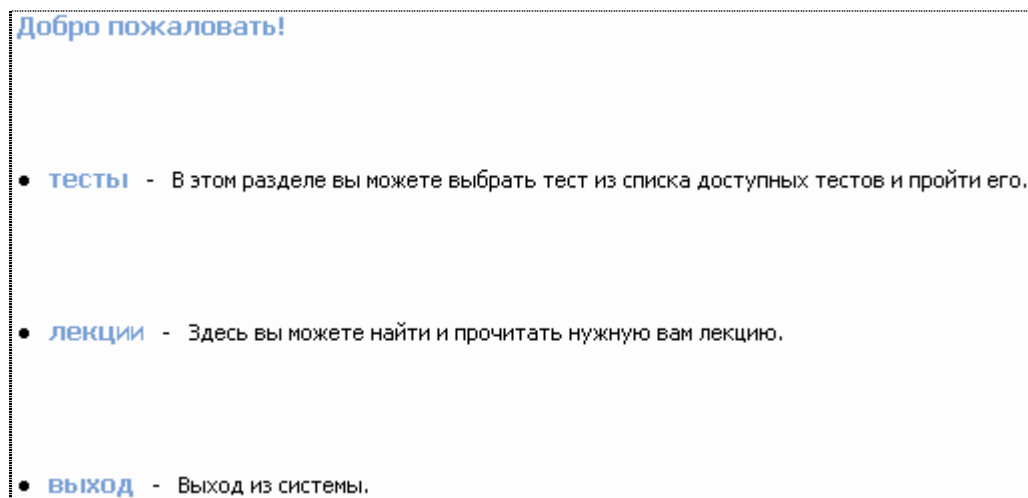 Добро пожаловать!
• тесты - В этом разделе вы можете выбрать тест из списка доступных тестов и пройти его.
• лекции - Здесь вы можете найти и прочитать нужную вам лекцию.
• выход - Выход из системы.